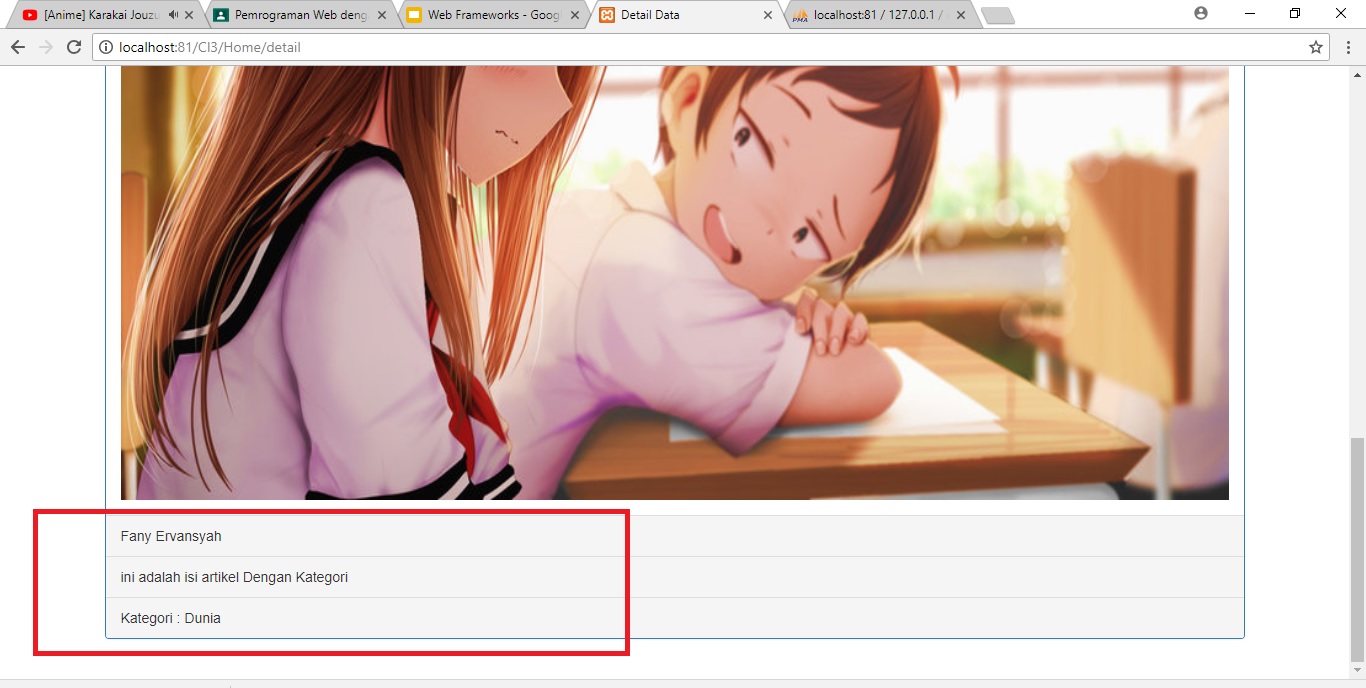 [Anime] Karakai Jouzu
Pemrograman Web deng
Web Frameworks - Goog
Detail Data
PMA
localhost:81 / 127.0.0.1 /
localhost:81/CI3/Home/detail
Fany Ervansyah
ini adalah isi artikel Dengan Kategori
Kategori : Dunia